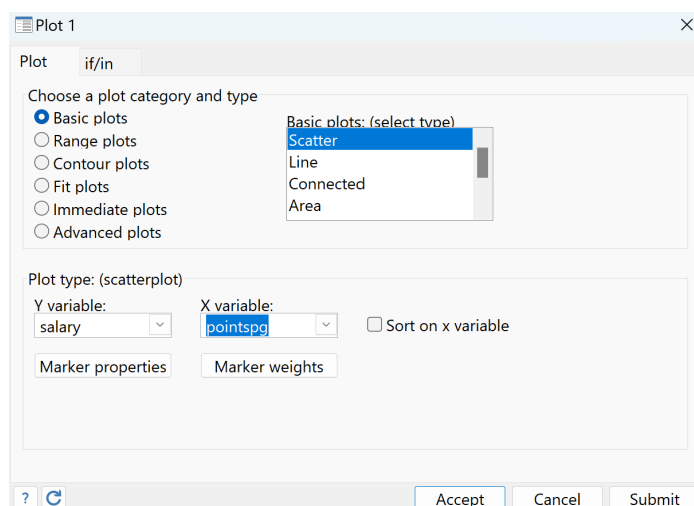 Plot 1
Plot if/in
Choose a plot category and type
Basic plots
Range plots
Contour plots
Fit plots
Immediate plots
Advanced plots
Basic plots: (select type)
Scatter
Line
Connected
Area
Plot type: (scatterplot)
Y variable: X variable:
salary pointspg Sort on x variable
Marker properties Marker weights
? Accept Cancel Submit